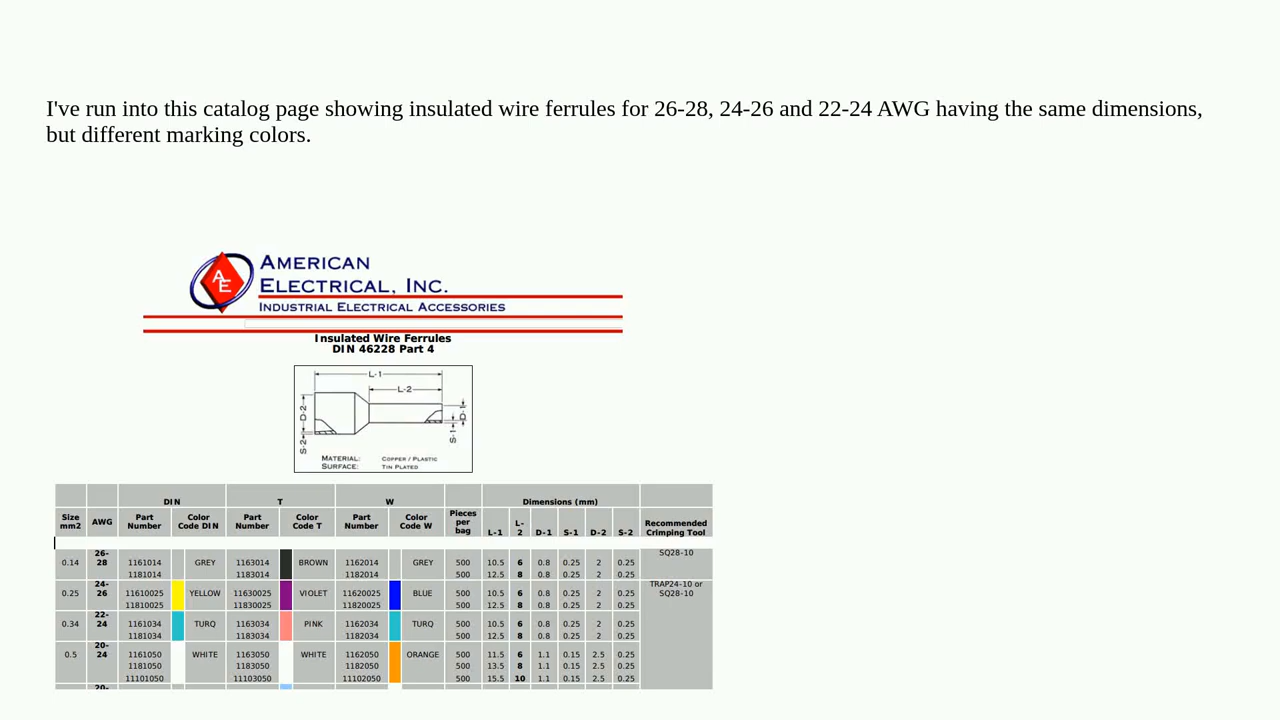 I've run into this catalog page showing insulated wire ferrules for 26-28, 24-26 and 22-24 AWG having the same dimensions,
but different marking colors.
AE
AMERICAN
ELECTRICAL, INC.
INDUSTRIAL ELECTRICAL ACCESSORIES
Insulated Wire Ferrules
DIN 46228 Part 4
L-1
L-2
D-2
D-1
S-2
S-1
MATERIAL: COPPER / PLASTIC
SURFACE: TIN PLATED
DIN T W Dimensions (mm)
Size mm2 AWG Part Number Color Code DIN Part Number Color Code T Part Number Color Code W Pieces per bag L-1 L-2 D-1 S-1 D-2 S-2 Recommended Crimping Tool
0.14 26-28 1161014 GREY 1163014 BROWN 1162014 GREY 500 10.5 6 0.8 0.25 2 0.25 SQ28-10
1181014 1183014 1182014 500 12.5 8 0.8 0.25 2 0.25
0.25 24-26 11610025 YELLOW 11630025 VIOLET 11620025 BLUE 500 10.5 6 0.8 0.25 2 0.25 TRAP24-10 or SQ28-10
11810025 11830025 11820025 500 12.5 8 0.8 0.25 2 0.25
0.34 22-24 1161034 TURQ 1163034 PINK 1162034 TURQ 500 10.5 6 0.8 0.25 2 0.25
1181034 1183034 1182034 500 12.5 8 0.8 0.25 2 0.25
0.5 20-24 1161050 WHITE 1163050 WHITE 1162050 ORANGE 500 11.5 6 1.1 0.15 2.5 0.25
1181050 1183050 1182050 500 13.5 8 1.1 0.15 2.5 0.25
11101050 11103050 11102050 500 15.5 10 1.1 0.15 2.5 0.25
20-